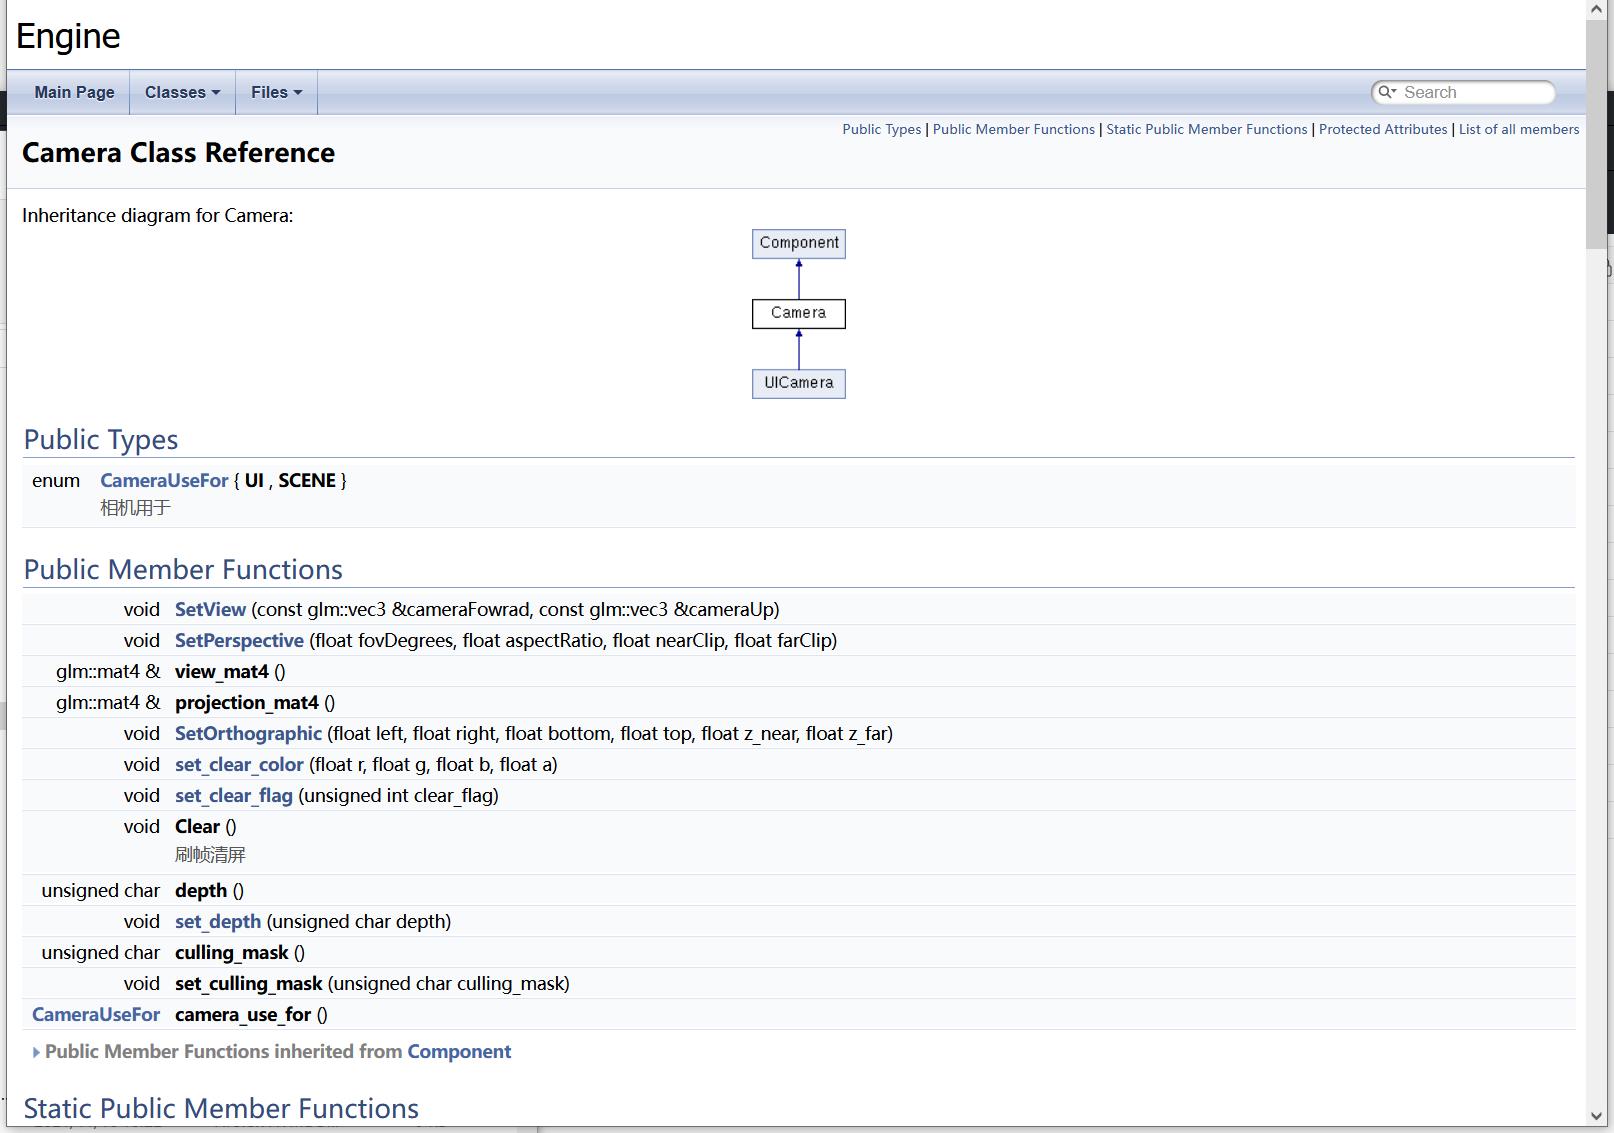 Engine
Main Page Classes Files Search
Public Types | Public Member Functions | Static Public Member Functions | Protected Attributes | List of all members
Camera Class Reference
Inheritance diagram for Camera:
Component
Camera
UICamera
Public Types
enum CameraUseFor { UI , SCENE }
相机用于
Public Member Functions
void SetView (const glm::vec3 &cameraFowrad, const glm::vec3 &cameraUp)
void SetPerspective (float fovDegrees, float aspectRatio, float nearClip, float farClip)
glm::mat4 & view_mat4 ()
glm::mat4 & projection_mat4 ()
void SetOrthographic (float left, float right, float bottom, float top, float z_near, float z_far)
void set_clear_color (float r, float g, float b, float a)
void set_clear_flag (unsigned int clear_flag)
void Clear ()
刷帧清屏
unsigned char depth ()
void set_depth (unsigned char depth)
unsigned char culling_mask ()
void set_culling_mask (unsigned char culling_mask)
CameraUseFor camera_use_for ()
Public Member Functions inherited from Component
Static Public Member Functions